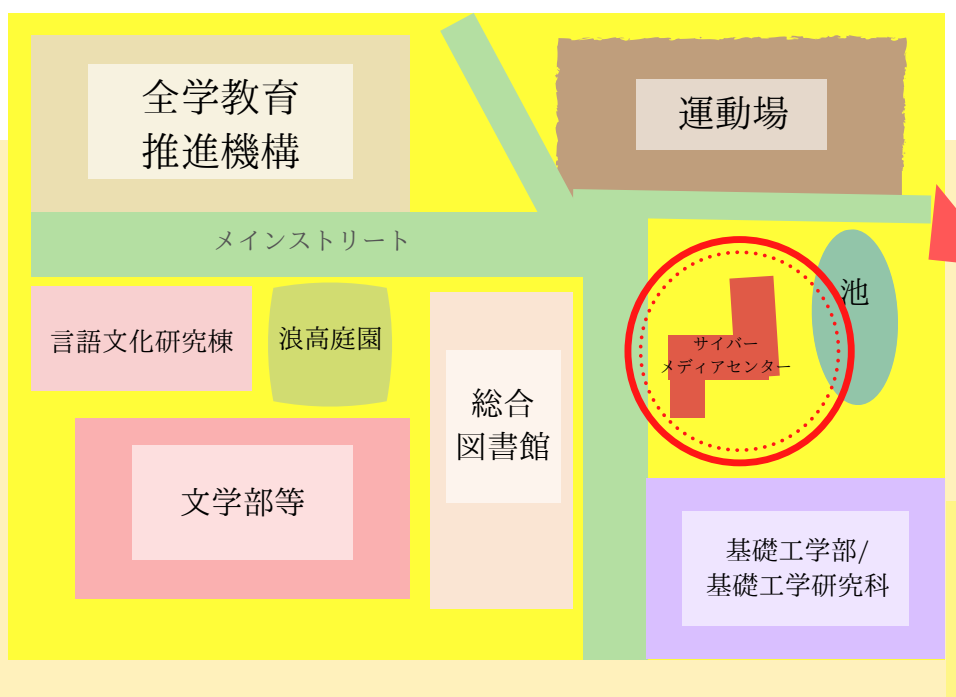 全学教育
推進機構
運動場
メインストリート
言語文化研究棟
浪高庭園
総合
図書館
サイバー
メディアセンター
池
文学部等
基礎工学部/
基礎工学研究科